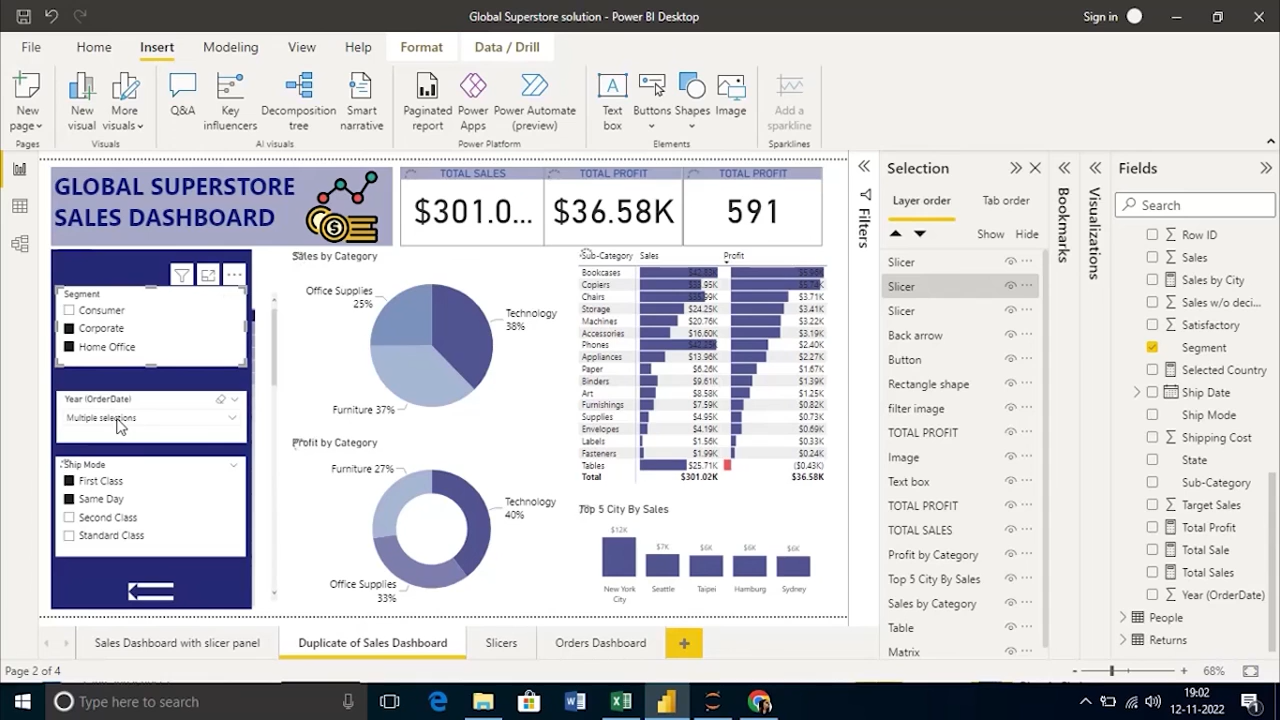 Global Superstore solution - Power BI Desktop
Sign in
File Home Insert Modeling View Help Format Data / Drill
New page
New visual
More visuals
Q&A
Key influencers
Decomposition tree
Smart narrative
Paginated report
Power Apps
Power Automate (preview)
Text box
Buttons
Shapes
Image
Add a sparkline
Pages
Visuals
AI visuals
Power Platform
Elements
Sparklines
GLOBAL SUPERSTORE
SALES DASHBOARD
TOTAL SALES
$301.0...
TOTAL PROFIT
$36.58K
TOTAL PROFIT
591
Segment
Consumer
Corporate
Home Office
Year (OrderDate)
Multiple selections
Ship Mode
First Class
Same Day
Second Class
Standard Class
Sales by Category
Office Supplies
25%
Technology
38%
Furniture 37%
Profit by Category
Furniture 27%
Technology
40%
Office Supplies
33%
Sub-Category Sales Profit
Bookcases
Copiers
Chairs $3.71K
Storage $24.25K $3.41K
Machines $20.76K $3.22K
Accessories $16.60K $3.19K
Phones $2.40K
Appliances $13.96K $2.27K
Paper $6.26K $1.67K
Binders $9.61K $1.39K
Art $8.58K $1.25K
Furnishings $7.59K $0.82K
Supplies $4.95K $0.73K
Envelopes $4.19K $0.69K
Labels $1.56K $0.33K
Fasteners $1.99K $0.24K
Tables $25.71K ($0.43K)
Total $301.02K $36.58K
Top 5 City By Sales
$12K $7K $6K $6K $6K
New York City
Seattle
Taipei
Hamburg
Sydney
Filters
Selection
Layer order Tab order
Show Hide
Slicer
Slicer
Slicer
Back arrow
Button
Rectangle shape
filter image
TOTAL PROFIT
Image
Text box
TOTAL PROFIT
TOTAL SALES
Profit by Category
Top 5 City By Sales
Sales by Category
Table
Matrix
Bookmarks
Visualizations
Fields
Search
Row ID
Sales
Sales by City
Sales w/o deci...
Satisfactory
Segment
Selected Country
Ship Date
Ship Mode
Shipping Cost
State
Sub-Category
Target Sales
Total Profit
Total Sale
Total Sales
Year (OrderDate)
People
Returns
Sales Dashboard with slicer panel
Duplicate of Sales Dashboard
Slicers
Orders Dashboard
Page 2 of 4
68%
Type here to search
19:02
12-11-2022